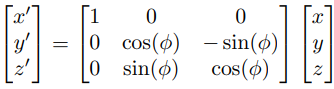 [x′] = [1 0 0] [x]
[y′] = [0 cos(ϕ) − sin(ϕ)] [y]
[z′] = [0 sin(ϕ) cos(ϕ)] [z]